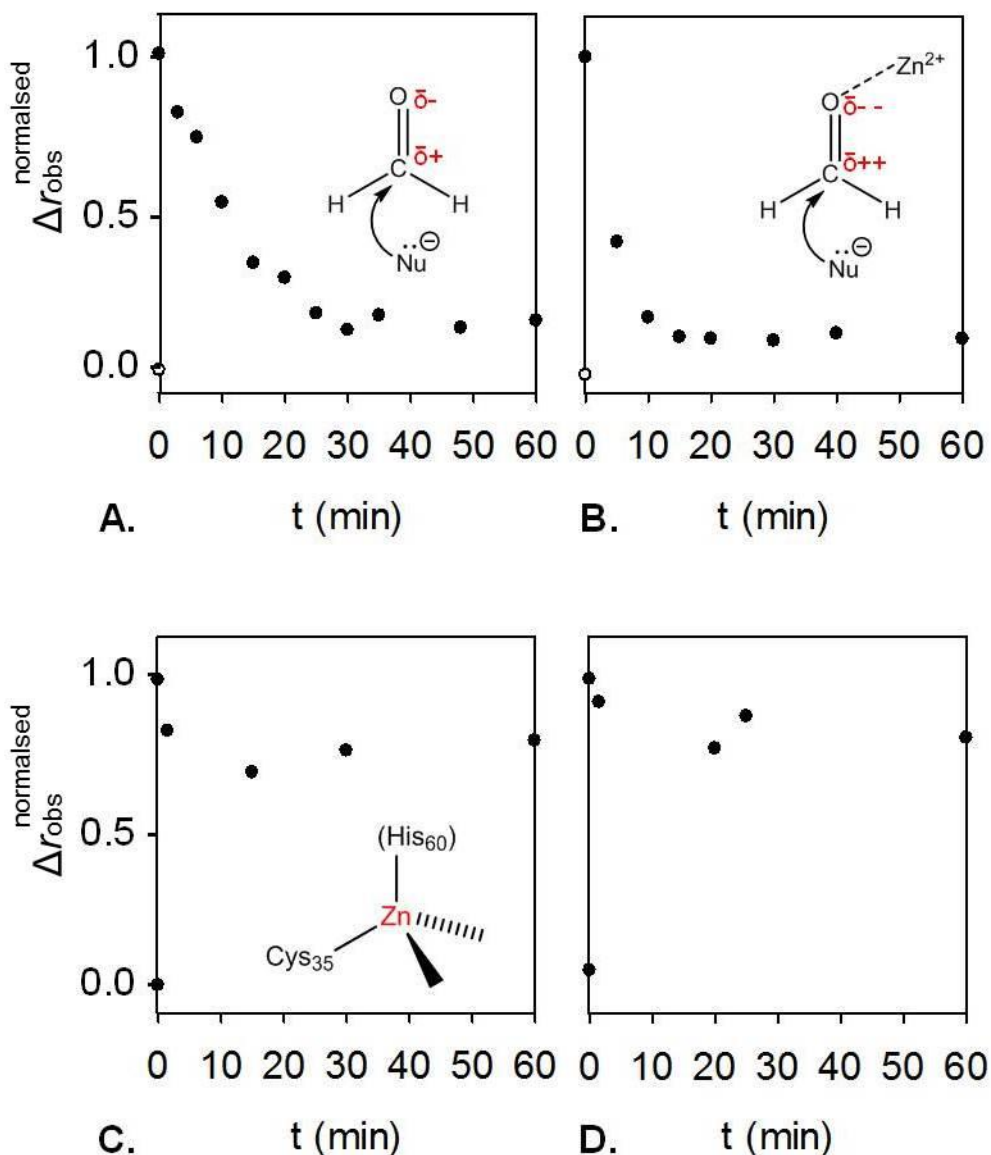 normalsed
Δr_obs
1.0
0.5
0.0
0 10 20 30 40 50 60
A. t (min)
O δ-
C δ+
H H
Nu ⊖
0 10 20 30 40 50 60
B. t (min)
Zn²⁺
O δ- -
C δ++
H H
Nu ⊖
normalsed
Δr_obs
1.0
0.5
0.0
0 10 20 30 40 50 60
C. t (min)
(His₆₀)
Zn
Cys₃₅
0 10 20 30 40 50 60
D. t (min)